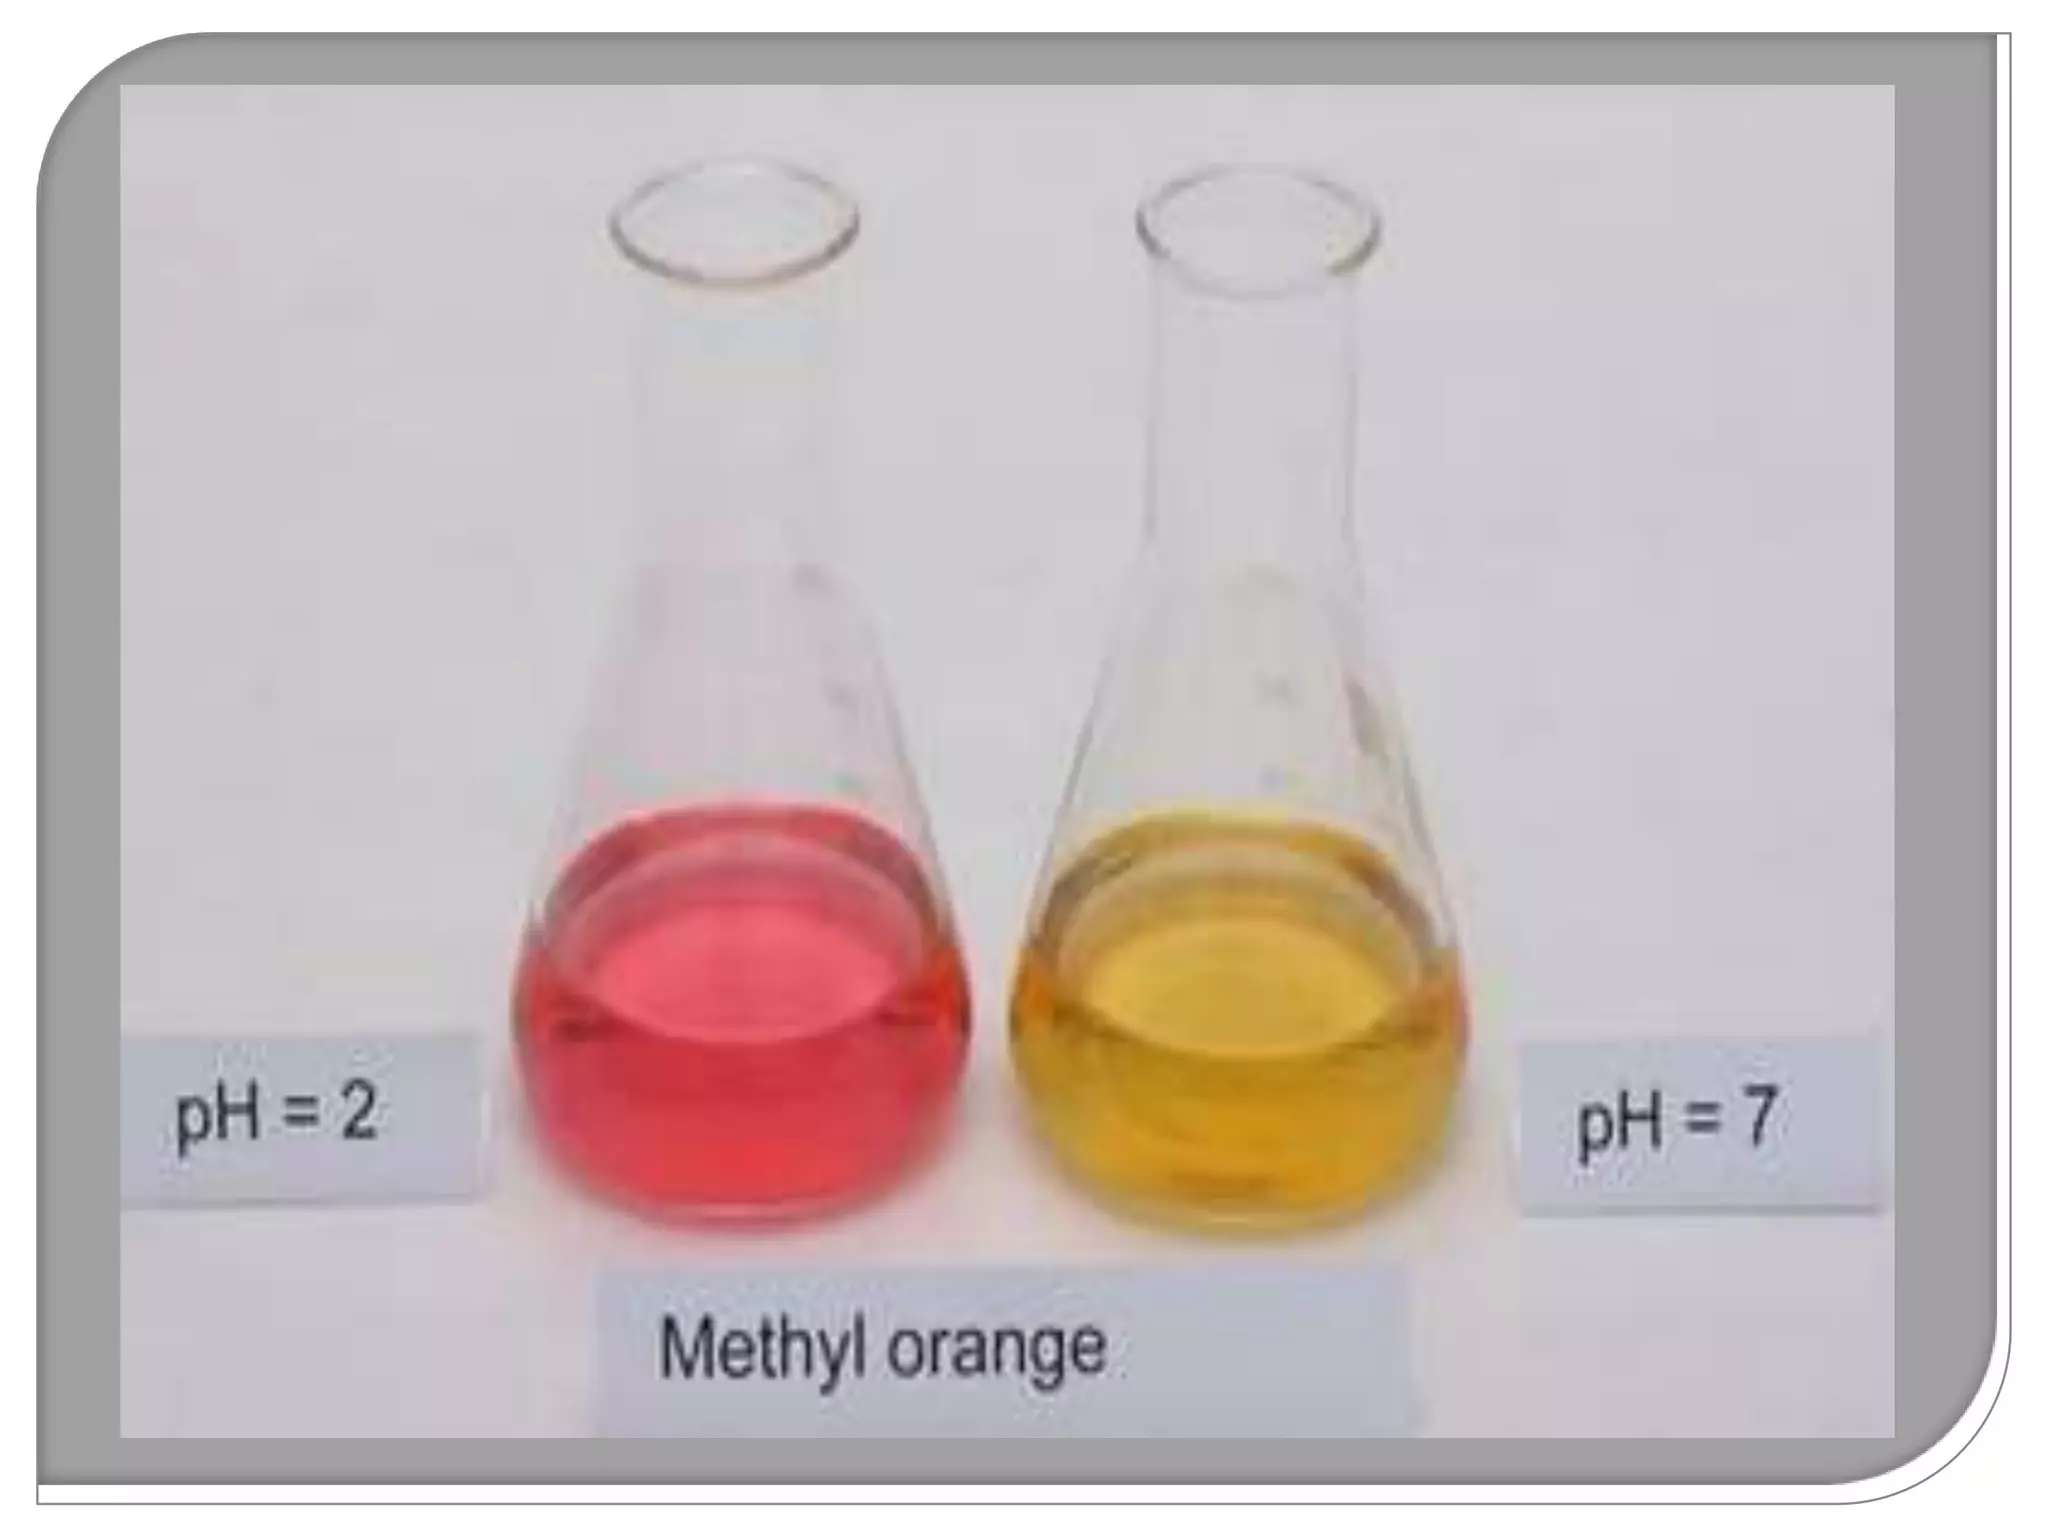 pH = 2
pH = 7
Methyl orange